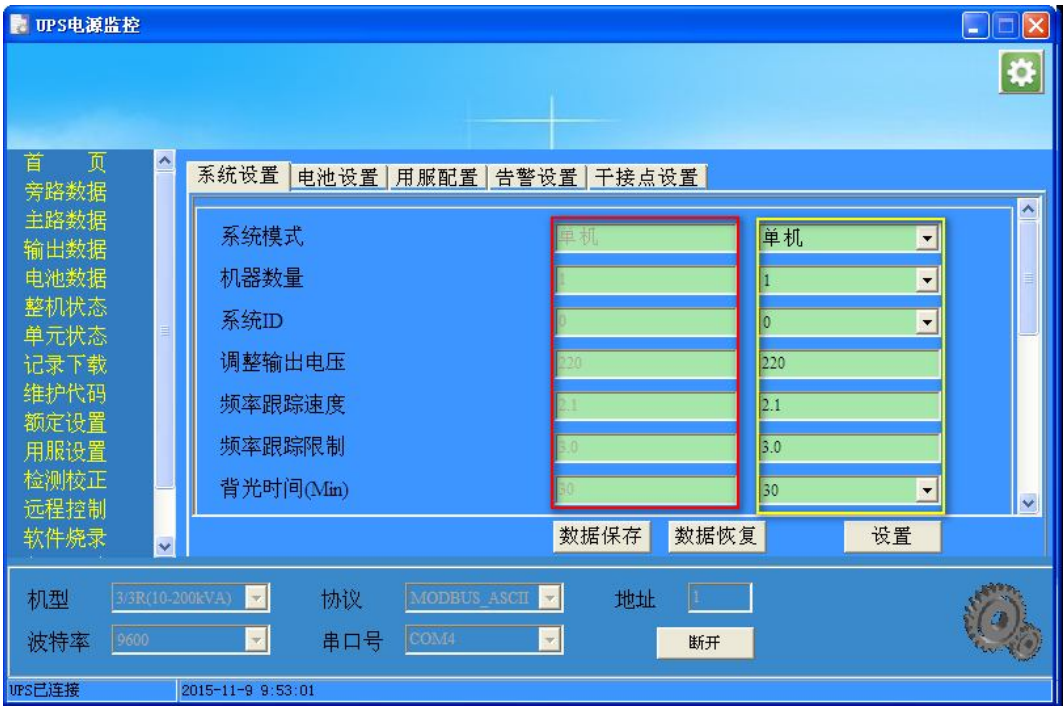 UPS电源监控
首 页
旁路数据
主路数据
输出数据
电池数据
整机状态
单元状态
记录下载
维护代码
额定设置
用服设置
检测校正
远程控制
软件烧录
系统设置 电池设置 用服配置 告警设置 干接点设置
系统模式 单机 单机
机器数量 1 1
系统ID 0 0
调整输出电压 220 220
频率跟踪速度 2.1 2.1
频率跟踪限制 3.0 3.0
背光时间(Min) 30 30
数据保存 数据恢复 设置
机型 3/3R(10-200kVA) 协议 MODBUS_ASCII 地址 1
波特率 9600 串口号 COM4 断开
UPS已连接 2015-11-9 9:53:01